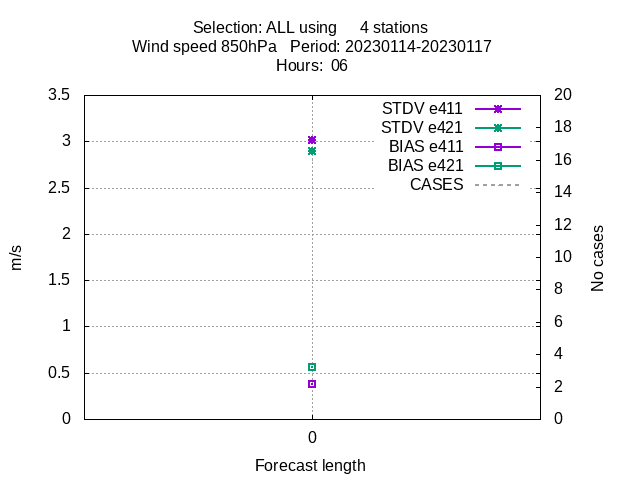 Selection: ALL using 4 stations
Wind speed 850hPa Period: 20230114-20230117
Hours: 06
3.5
3
2.5
2
1.5
1
0.5
0
20
18
16
14
12
10
8
6
4
2
0
STDV e411
STDV e421
BIAS e411
BIAS e421
CASES
m/s
No cases
0
Forecast length